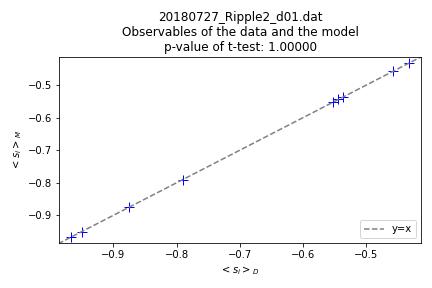 20180727_Ripple2_d01.dat
Observables of the data and the model
p-value of t-test: 1.00000
−0.5
−0.6
−0.7
−0.8
−0.9
< s_i >_M
y=x
−0.9 −0.8 −0.7 −0.6 −0.5
< s_i >_D